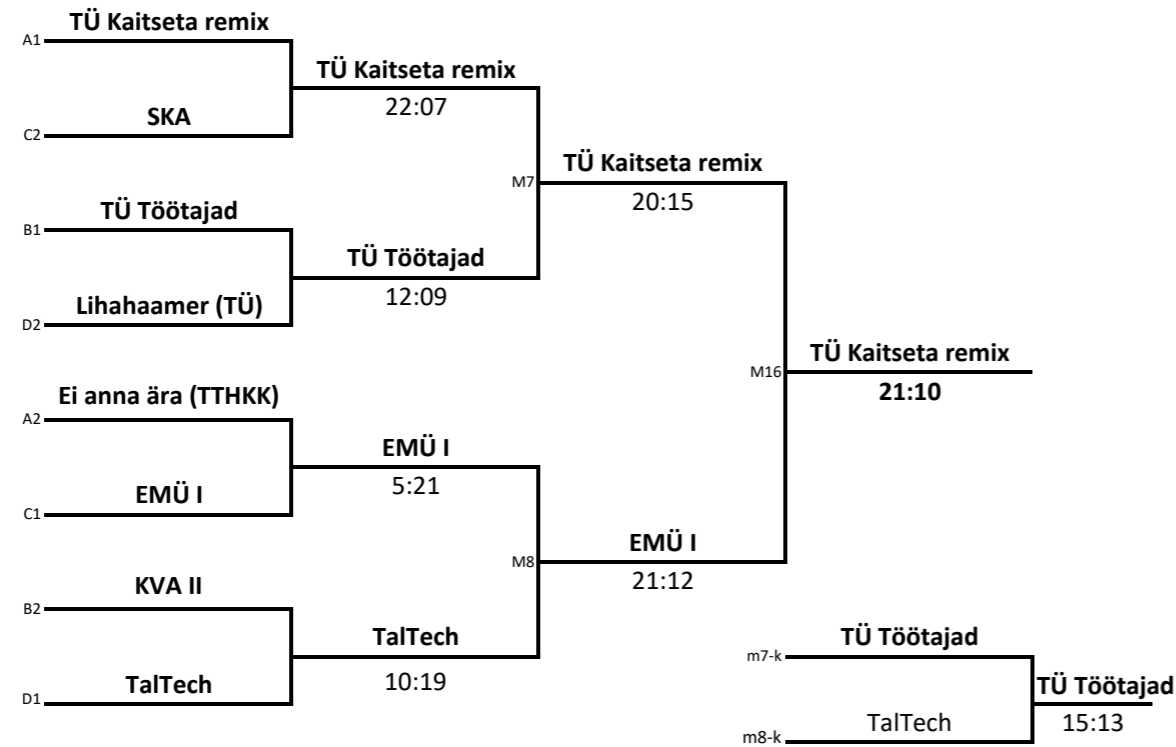 TÜ Kaitseta remix
A1
TÜ Kaitseta remix
22:07
SKA
C2
TÜ Kaitseta remix
M7
20:15
TÜ Töötajad
B1
TÜ Töötajad
12:09
Lihahaamer (TÜ)
D2
TÜ Kaitseta remix
M16
21:10
Ei anna ära (TTHKK)
A2
EMÜ I
5:21
EMÜ I
C1
EMÜ I
M8
21:12
KVA II
B2
TalTech
10:19
TalTech
D1
TÜ Töötajad
m7-k
TÜ Töötajad
15:13
TalTech
m8-k